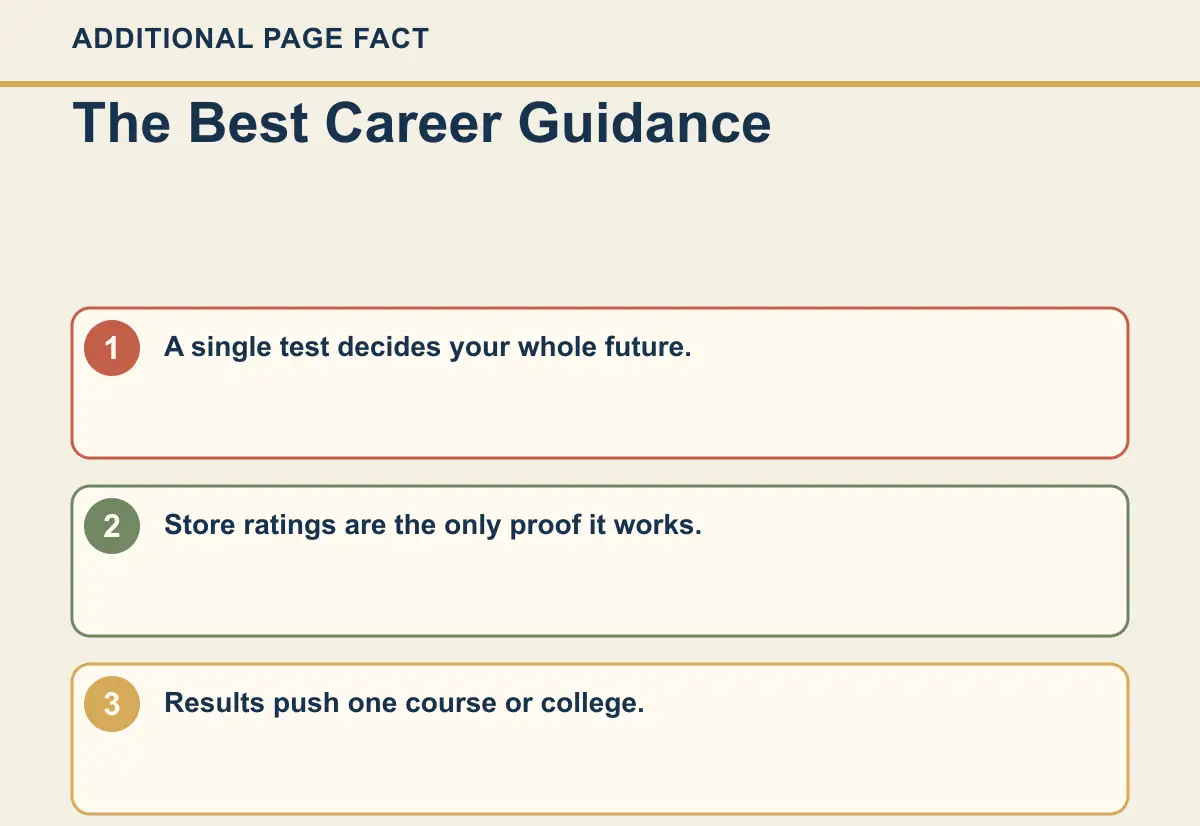 ADDITIONAL PAGE FACT
The Best Career Guidance
1 A single test decides your whole future.
2 Store ratings are the only proof it works.
3 Results push one course or college.